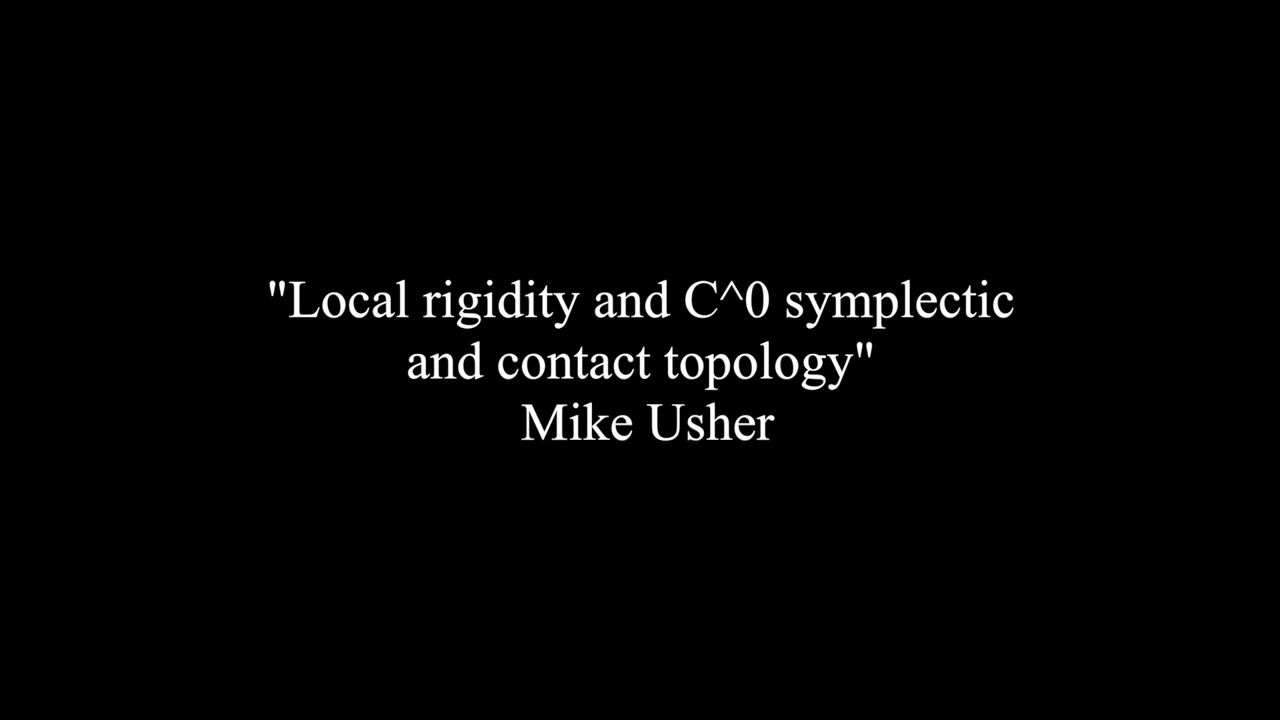 "Local rigidity and C^0 symplectic
and contact topology"
Mike Usher